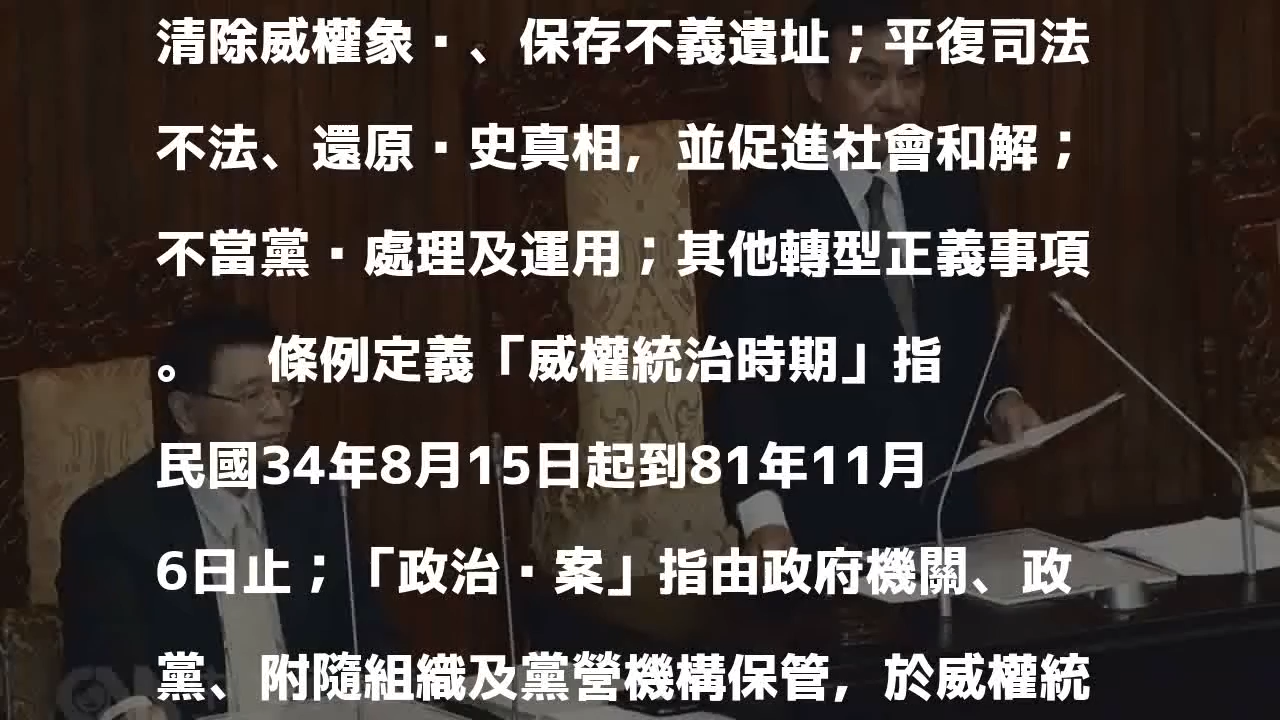 清除威權象▪、保存不義遺址；平復司法
不法、還原▪史真相，並促進社會和解；
不當黨▪處理及運用；其他轉型正義事項
。　　條例定義「威權統治時期」指
民國34年8月15日起到81年11月
6日止；「政治▪案」指由政府機關、政
黨、附隨組織及黨營機構保管，於威權統